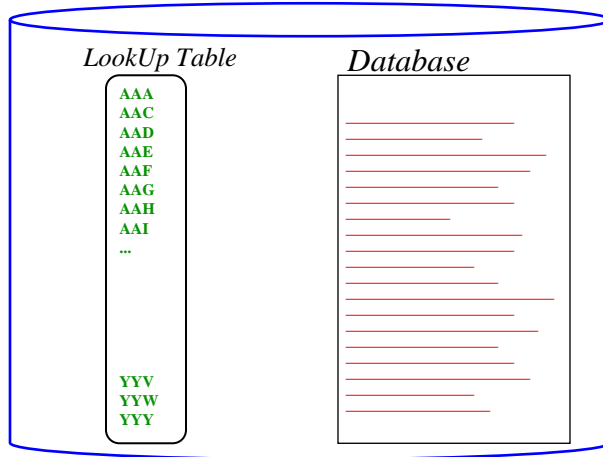 LookUp Table
Database
AAA
AAC
AAD
AAE
AAF
AAG
AAH
AAI
...
YYV
YYW
YYY